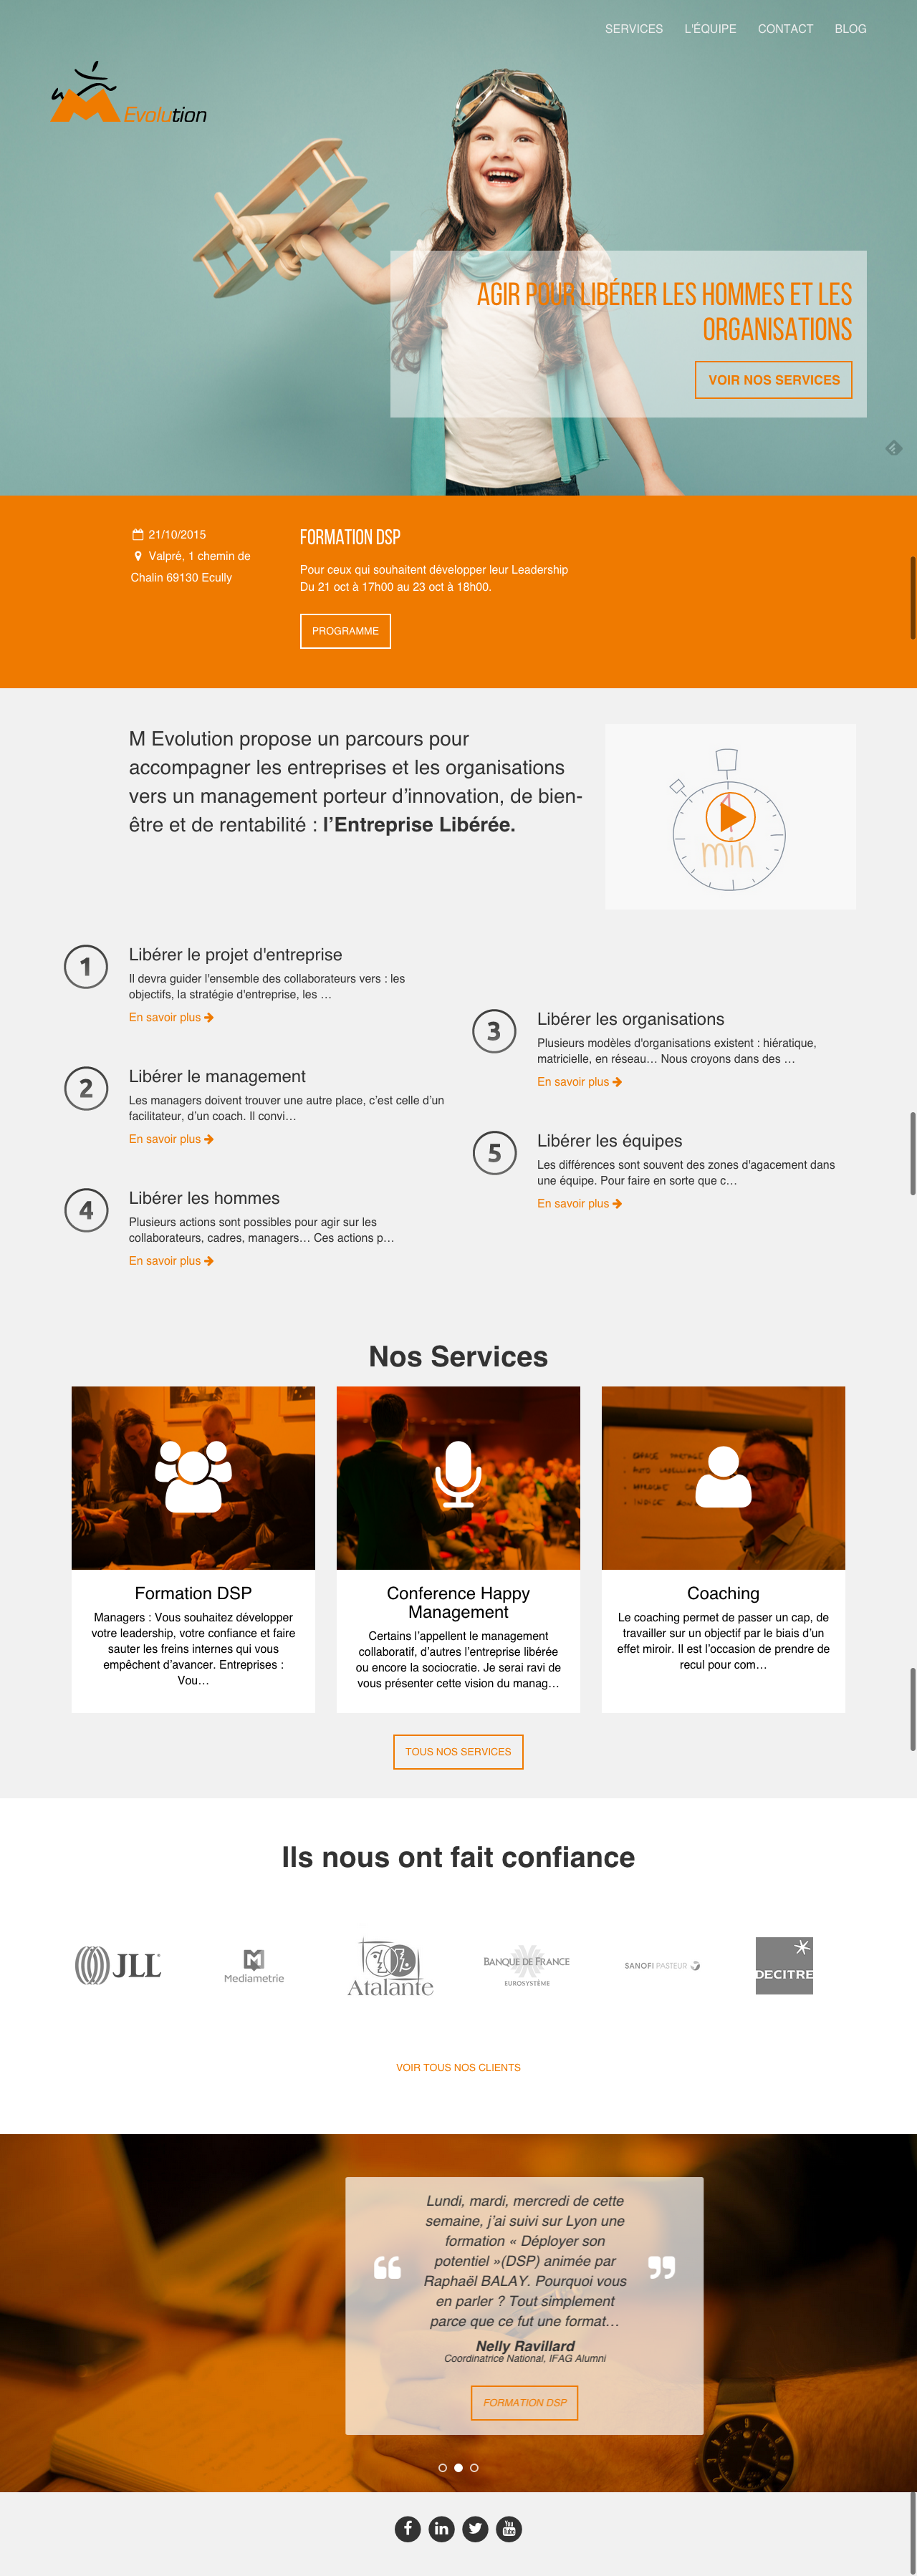 SERVICES L'ÉQUIPE CONTACT BLOG
M Evolution
AGIR POUR LIBÉRER LES HOMMES ET LES
ORGANISATIONS
VOIR NOS SERVICES
21/10/2015
Valpré, 1 chemin de
Chalin 69130 Ecully
FORMATION DSP
Pour ceux qui souhaitent développer leur Leadership
Du 21 oct à 17h00 au 23 oct à 18h00.
PROGRAMME
M Evolution propose un parcours pour
accompagner les entreprises et les organisations
vers un management porteur d’innovation, de bien-
être et de rentabilité : l’Entreprise Libérée.
min
1
Libérer le projet d'entreprise
Il devra guider l'ensemble des collaborateurs vers : les
objectifs, la stratégie d'entreprise, les …
En savoir plus
2
Libérer le management
Les managers doivent trouver une autre place, c’est celle d’un
facilitateur, d’un coach. Il convi…
En savoir plus
4
Libérer les hommes
Plusieurs actions sont possibles pour agir sur les
collaborateurs, cadres, managers… Ces actions p…
En savoir plus
3
Libérer les organisations
Plusieurs modèles d'organisations existent : hiératique,
matricielle, en réseau… Nous croyons dans des …
En savoir plus
5
Libérer les équipes
Les différences sont souvent des zones d'agacement dans
une équipe. Pour faire en sorte que c…
En savoir plus
Nos Services
Formation DSP
Managers : Vous souhaitez développer
votre leadership, votre confiance et faire
sauter les freins internes qui vous
empêchent d’avancer. Entreprises :
Vou…
Conference Happy
Management
Certains l’appellent le management
collaboratif, d’autres l’entreprise libérée
ou encore la sociocratie. Je serai ravi de
vous présenter cette vision du manag…
Coaching
Le coaching permet de passer un cap, de
travailler sur un objectif par le biais d’un
effet miroir. Il est l’occasion de prendre de
recul pour com…
TOUS NOS SERVICES
Ils nous ont fait confiance
JLL
Mediametrie
Atalante
BANQUE DE FRANCE
EUROSYSTÈME
SANOFI PASTEUR
DECITRE
VOIR TOUS NOS CLIENTS
Lundi, mardi, mercredi de cette
semaine, j’ai suivi sur Lyon une
formation « Déployer son
potentiel »(DSP) animée par
Raphaël BALAY. Pourquoi vous
en parler ? Tout simplement
parce que ce fut une format…
Nelly Ravillard
Coordinatrice National, IFAG Alumni
FORMATION DSP
You
Tube